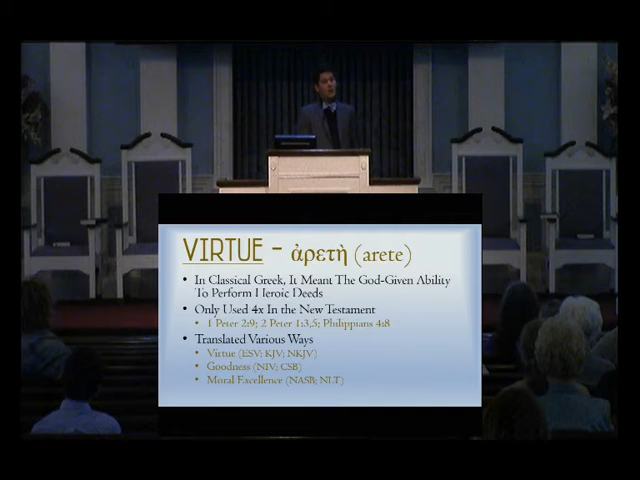 VIRTUE – ἀρετὴ (arete)
• In Classical Greek, It Meant The God-Given Ability
To Perform Heroic Deeds
• Only Used 4x In the New Testament
• 1 Peter 2:9; 2 Peter 1:3,5; Philippians 4:8
• Translated Various Ways
• Virtue (ESV; KJV; NKJV)
• Goodness (NIV; CSB)
• Moral Excellence (NASB; NLT)